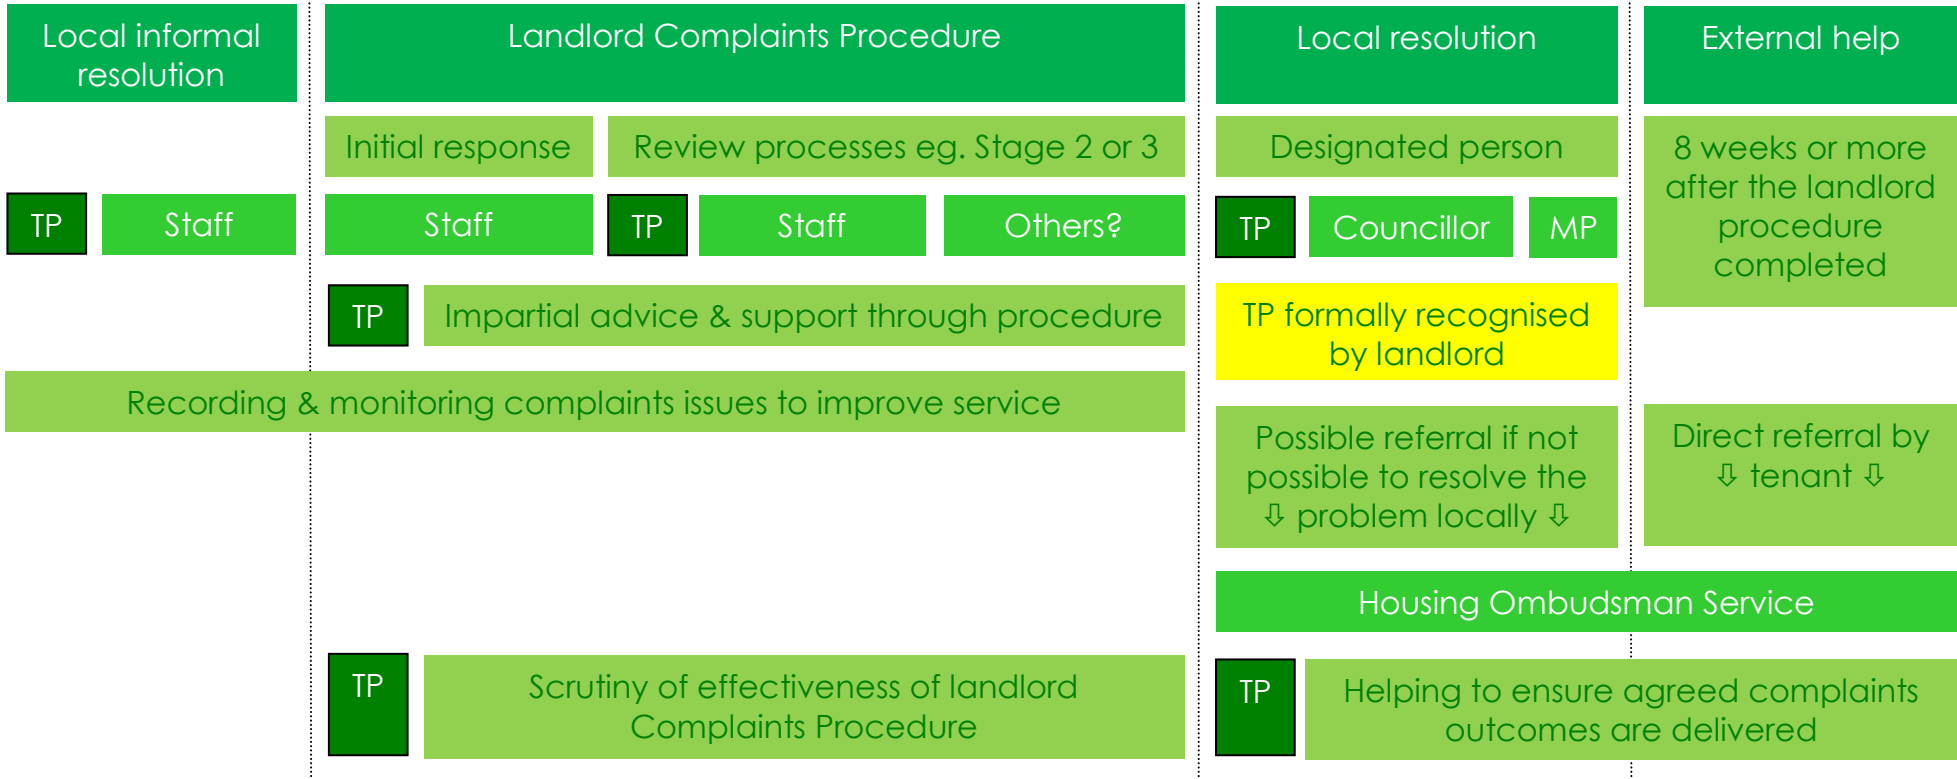 Local informal
resolution
Landlord Complaints Procedure
Local resolution
External help
Initial response
Review processes eg. Stage 2 or 3
Designated person
8 weeks or more
after the landlord
procedure
completed
TP
Staff
Staff
TP
Staff
Others?
TP
Councillor
MP
TP
Impartial advice & support through procedure
TP formally recognised
by landlord
Recording & monitoring complaints issues to improve service
Possible referral if not
possible to resolve the
⇩ problem locally ⇩
Direct referral by
⇩ tenant ⇩
Housing Ombudsman Service
TP
Scrutiny of effectiveness of landlord
Complaints Procedure
TP
Helping to ensure agreed complaints
outcomes are delivered